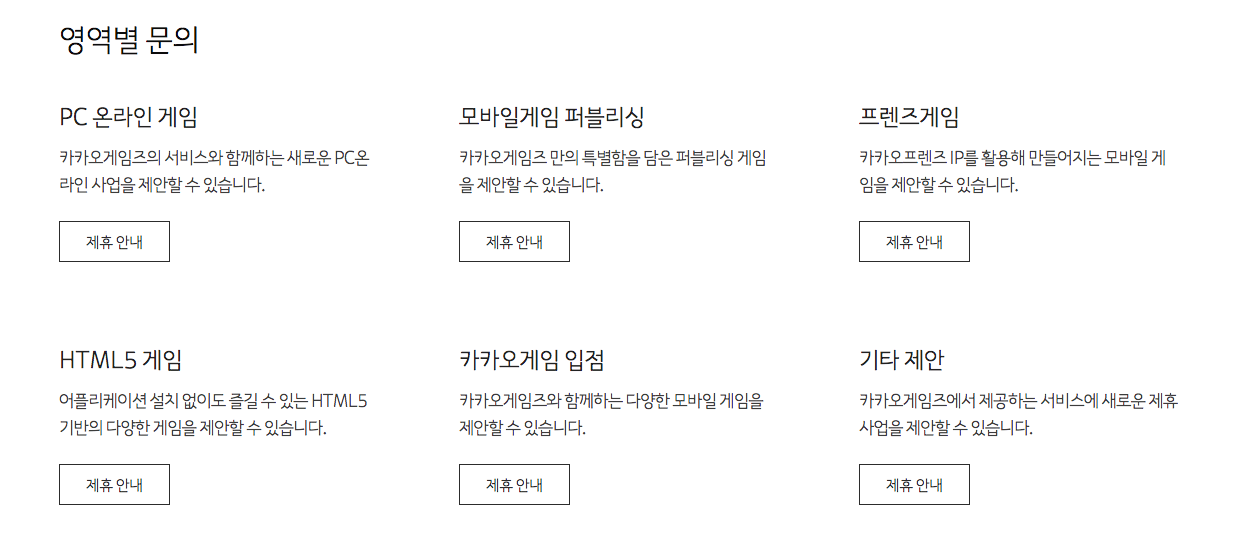 영역별 문의
PC 온라인 게임
카카오게임즈의 서비스와 함께하는 새로운 PC온
라인 사업을 제안할 수 있습니다.
제휴 안내
모바일게임 퍼블리싱
카카오게임즈 만의 특별함을 담은 퍼블리싱 게임
을 제안할 수 있습니다.
제휴 안내
프렌즈게임
카카오프렌즈 IP를 활용해 만들어지는 모바일 게
임을 제안할 수 있습니다.
제휴 안내
HTML5 게임
어플리케이션 설치 없이도 즐길 수 있는 HTML5
기반의 다양한 게임을 제안할 수 있습니다.
제휴 안내
카카오게임 입점
카카오게임즈와 함께하는 다양한 모바일 게임을
제안할 수 있습니다.
제휴 안내
기타 제안
카카오게임즈에서 제공하는 서비스에 새로운 제휴
사업을 제안할 수 있습니다.
제휴 안내